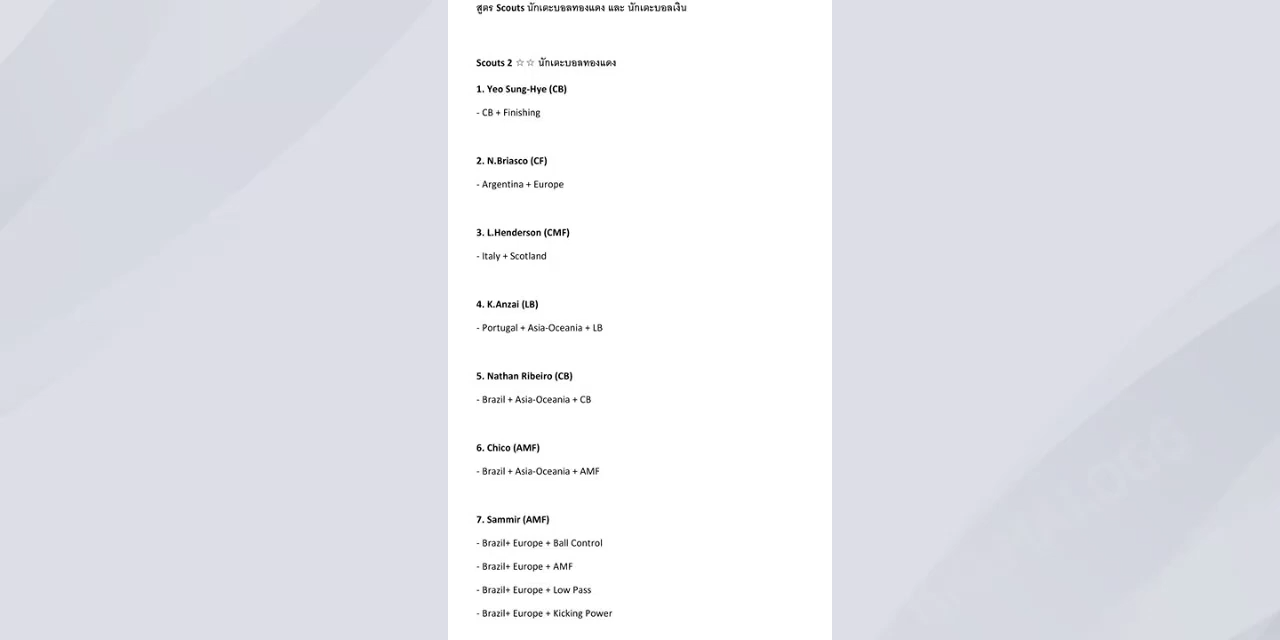 สูตร Scouts นักเตะบอลทองแดง และ นักเตะบอลเงิน
Scouts 2 ☆☆ นักเตะบอลทองแดง
1. Yeo Sung-Hye (CB)
- CB + Finishing
2. N.Briasco (CF)
- Argentina + Europe
3. L.Henderson (CMF)
- Italy + Scotland
4. K.Anzai (LB)
- Portugal + Asia-Oceania + LB
5. Nathan Ribeiro (CB)
- Brazil + Asia-Oceania + CB
6. Chico (AMF)
- Brazil + Asia-Oceania + AMF
7. Sammir (AMF)
- Brazil+ Europe + Ball Control
- Brazil+ Europe + AMF
- Brazil+ Europe + Low Pass
- Brazil+ Europe + Kicking Power